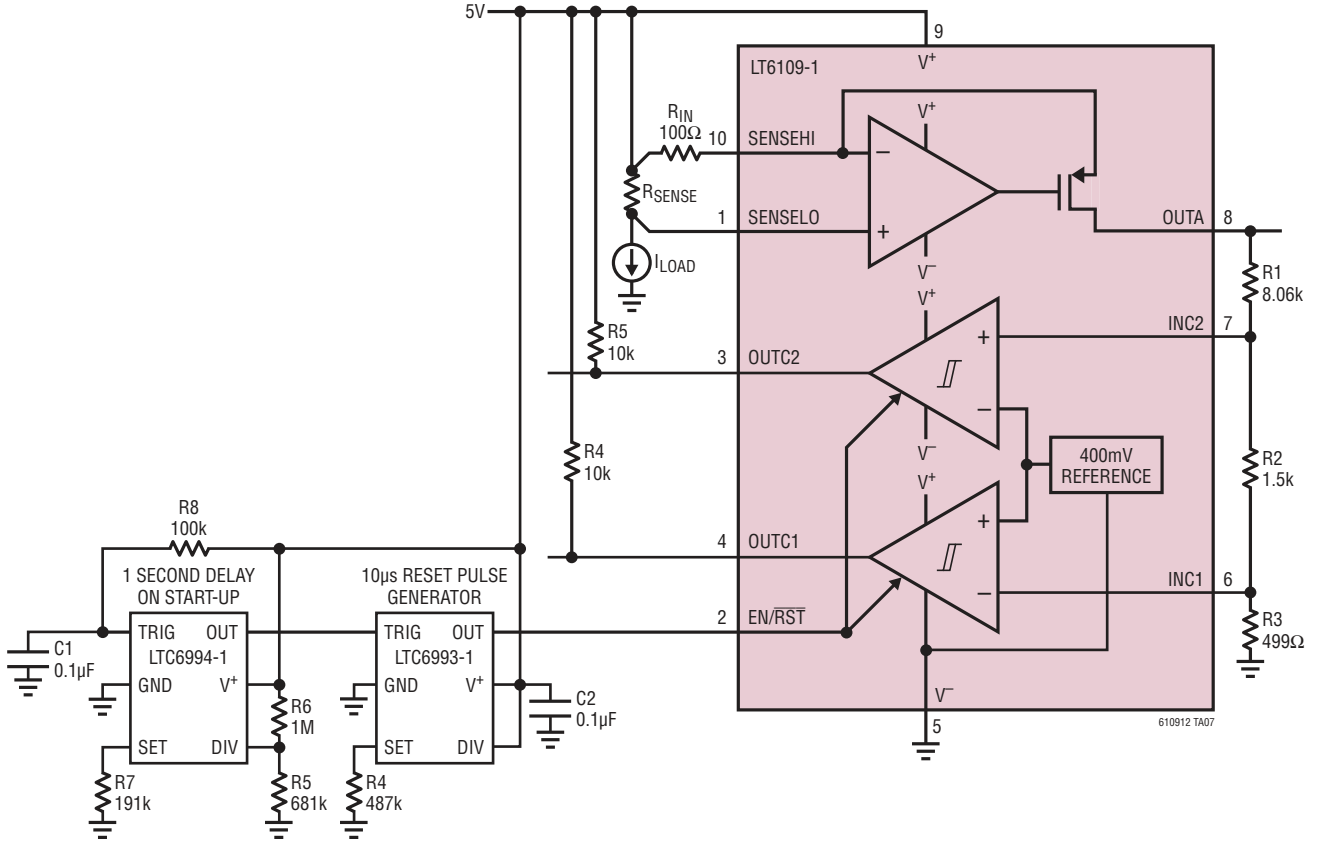 5V
9
LT6109-1
V+
RIN
100Ω
10
SENSEHI
V+
−
RSENSE
1
SENSELO
+
OUTA
8
ILOAD
V−
V+
R1
8.06k
R5
10k
INC2
7
+
3
OUTC2
−
R4
10k
V−
400mV
REFERENCE
R2
1.5k
V+
+
R8
100k
4
OUTC1
1 SECOND DELAY
ON START-UP
10µs RESET PULSE
GENERATOR
−
INC1
6
2
EN/RST
R3
499Ω
C1
0.1µF
TRIG
OUT
LTC6994-1
GND
V+
SET
DIV
TRIG
OUT
LTC6993-1
GND
V+
SET
DIV
R6
1M
C2
0.1µF
V−
5
610912 TA07
R7
191k
R5
681k
R4
487k